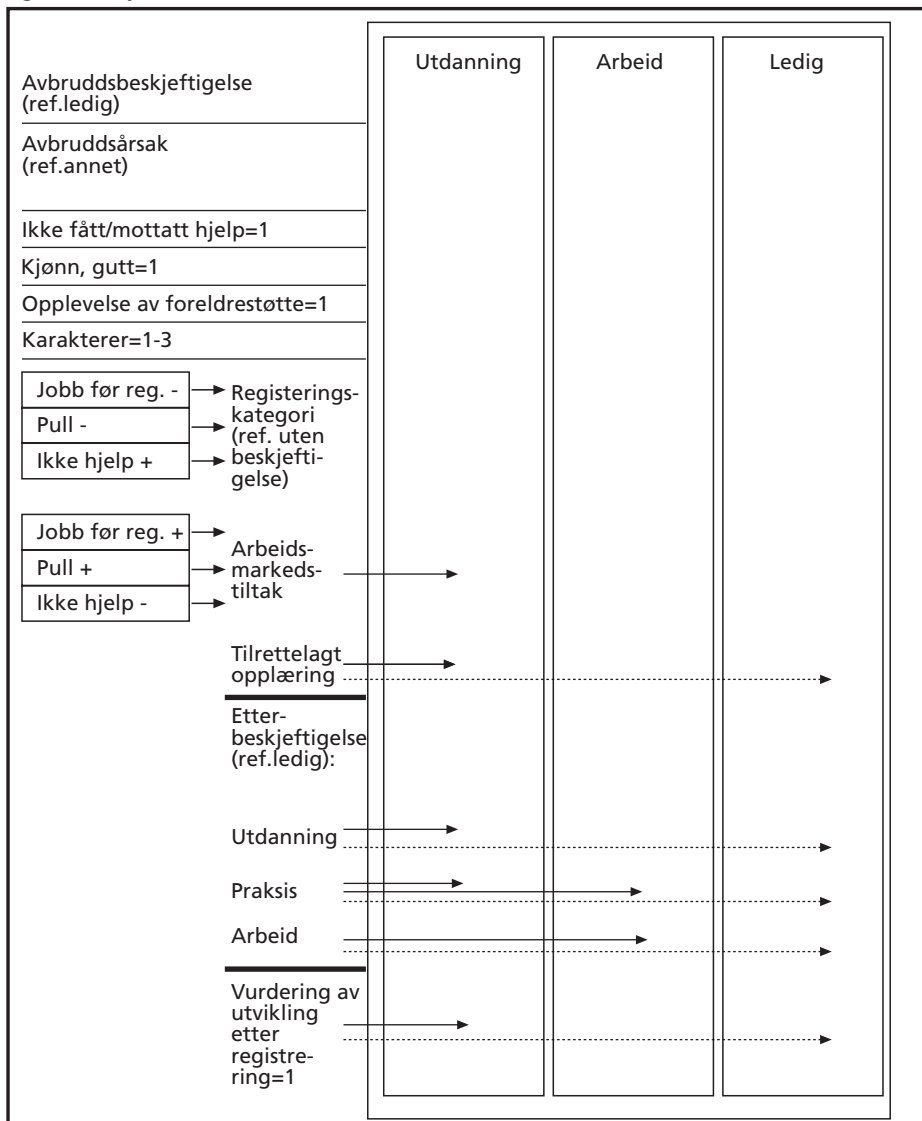 Utdanning Arbeid Ledig
Avbruddsbeskjeftigelse
(ref.ledig)
Avbruddsårsak
(ref.annet)
Ikke fått/mottatt hjelp=1
Kjønn, gutt=1
Opplevelse av foreldrestøtte=1
Karakterer=1-3
Jobb før reg. -
Pull -
Ikke hjelp +
Registerings-
kategori
(ref. uten
beskjefti-
gelse)
Jobb før reg. +
Pull +
Ikke hjelp -
Arbeids-
markeds-
tiltak
Tilrettelagt
opplæring
Etter-
beskjeftigelse
(ref.ledig):
Utdanning
Praksis
Arbeid
Vurdering av
utvikling
etter
registre-
ring=1